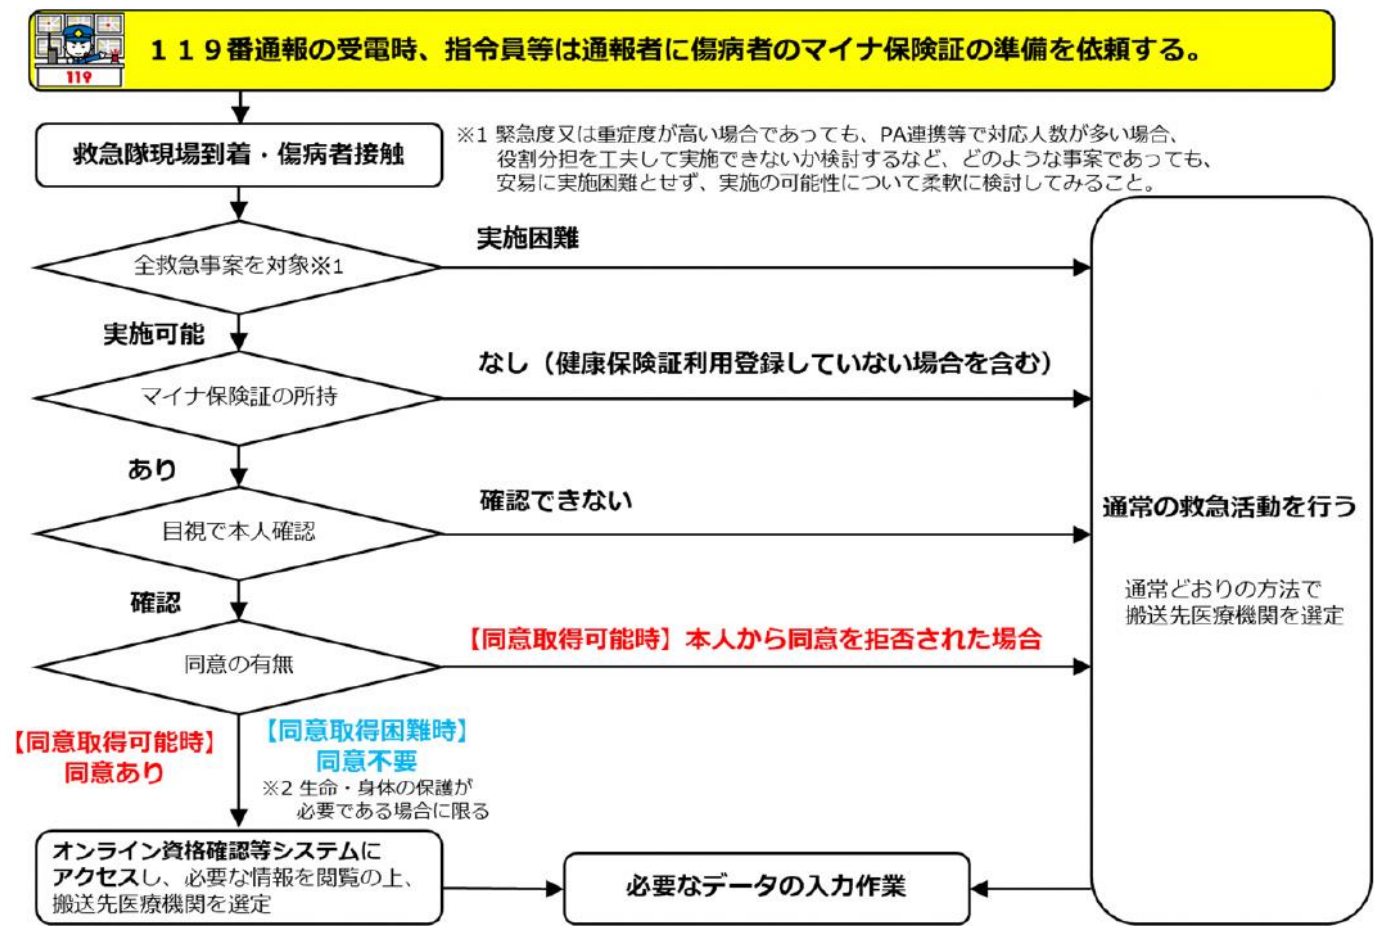 119
１１９番通報の受電時、指令員等は通報者に傷病者のマイナ保険証の準備を依頼する。
救急隊現場到着・傷病者接触
※1 緊急度又は重症度が高い場合であっても、PA連携等で対応人数が多い場合、
役割分担を工夫して実施できないか検討するなど、どのような事案であっても、
安易に実施困難とせず、実施の可能性について柔軟に検討してみること。
全救急事案を対象※1
実施困難
実施可能
マイナ保険証の所持
なし（健康保険証利用登録していない場合を含む）
あり
目視で本人確認
確認できない
確認
同意の有無
【同意取得可能時】本人から同意を拒否された場合
通常の救急活動を行う
通常どおりの方法で
搬送先医療機関を選定
【同意取得可能時】
同意あり
【同意取得困難時】
同意不要
※2 生命・身体の保護が
必要である場合に限る
オンライン資格確認等システムに
アクセスし、必要な情報を閲覧の上、
搬送先医療機関を選定
必要なデータの入力作業